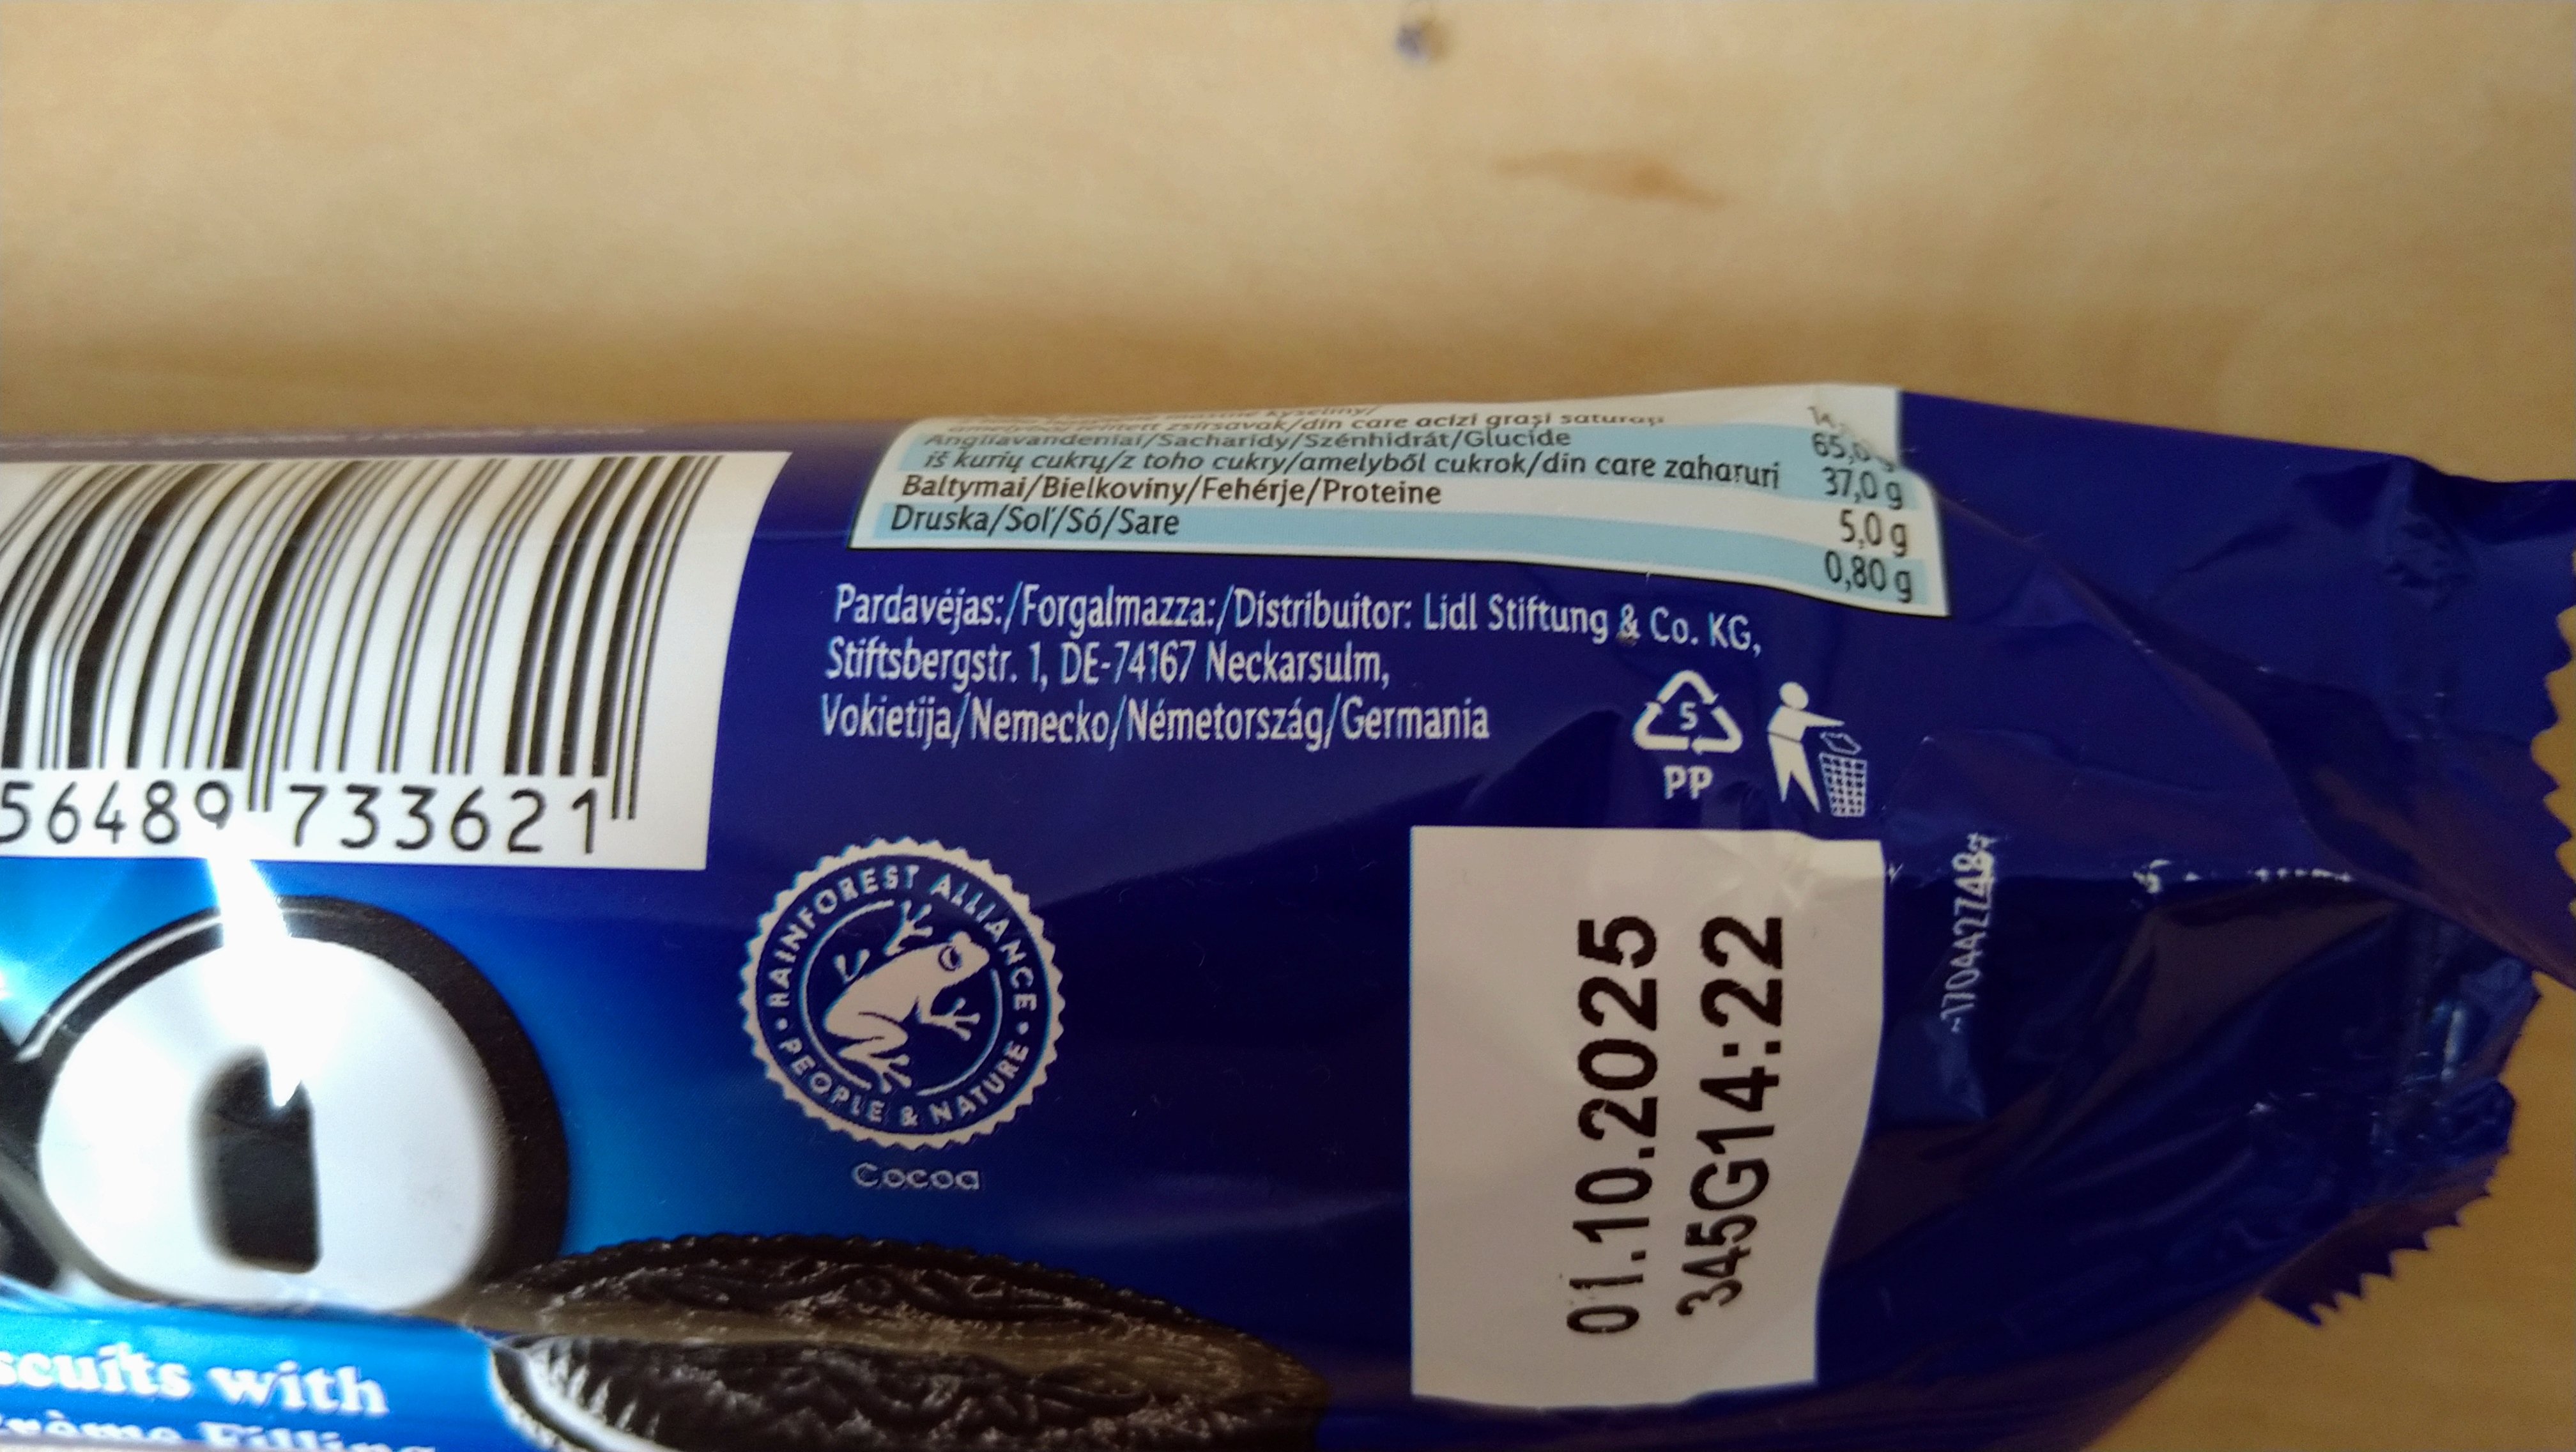 din care acizi grași saturați
Angliavandeniai/Sacharidy/Szénhidrát/Glucide
iš kurių cukrų/z toho cukry/amelyből cukrok/din care zaharuri 37,0 g
Baltymai/Bielkoviny/Fehérje/Proteine 5,0 g
Druska/Soľ/Só/Sare 0,80 g
Pardavėjas:/Forgalmazza:/Distribuitor: Lidl Stiftung & Co. KG,
Stiftsbergstr. 1, DE-74167 Neckarsulm,
Vokietija/Nemecko/Németország/Germania
5
PP
56489 733621
RAINFOREST ALLIANCE
PEOPLE & NATURE
Cocoa
01.10.2025
345G14:22
scuits with